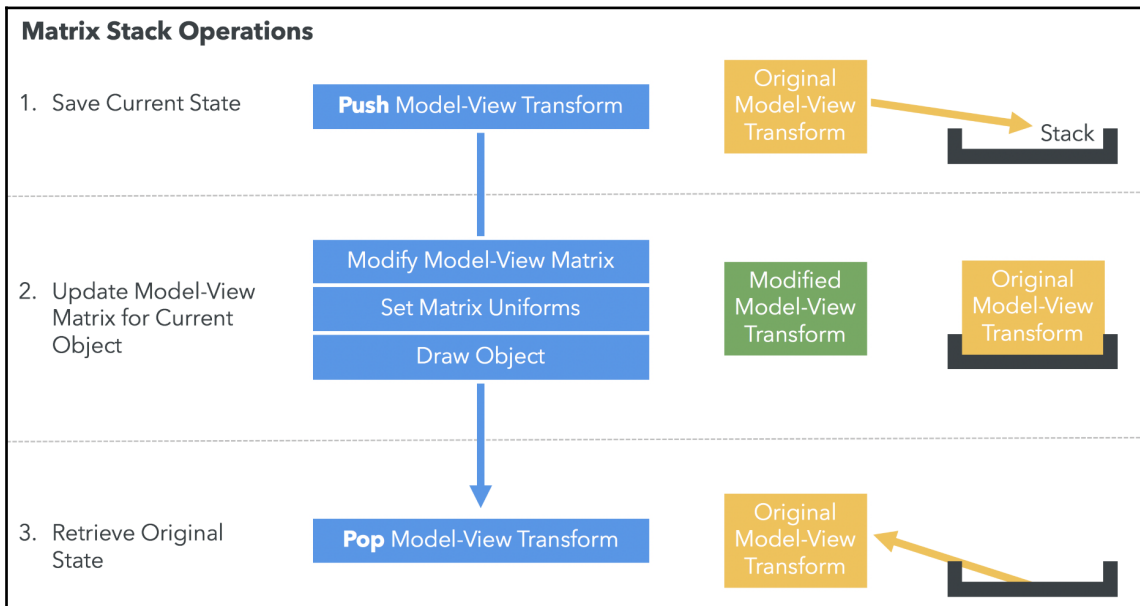 Matrix Stack Operations
1. Save Current State
Push Model-View Transform
Original
Model-View
Transform
Stack
2. Update Model-View
Matrix for Current
Object
Modify Model-View Matrix
Set Matrix Uniforms
Draw Object
Modified
Model-View
Transform
Original
Model-View
Transform
3. Retrieve Original
State
Pop Model-View Transform
Original
Model-View
Transform